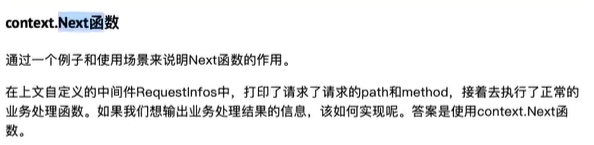 context.Next函数
通过一个例子和使用场景来说明Next函数的作用。
在上文自定义的中间件RequestInfos中，打印了请求了请求的path和method，接着去执行了正常的
业务处理函数。如果我们想输出业务处理结果的信息，该如何实现呢。答案是使用context.Next函
数。